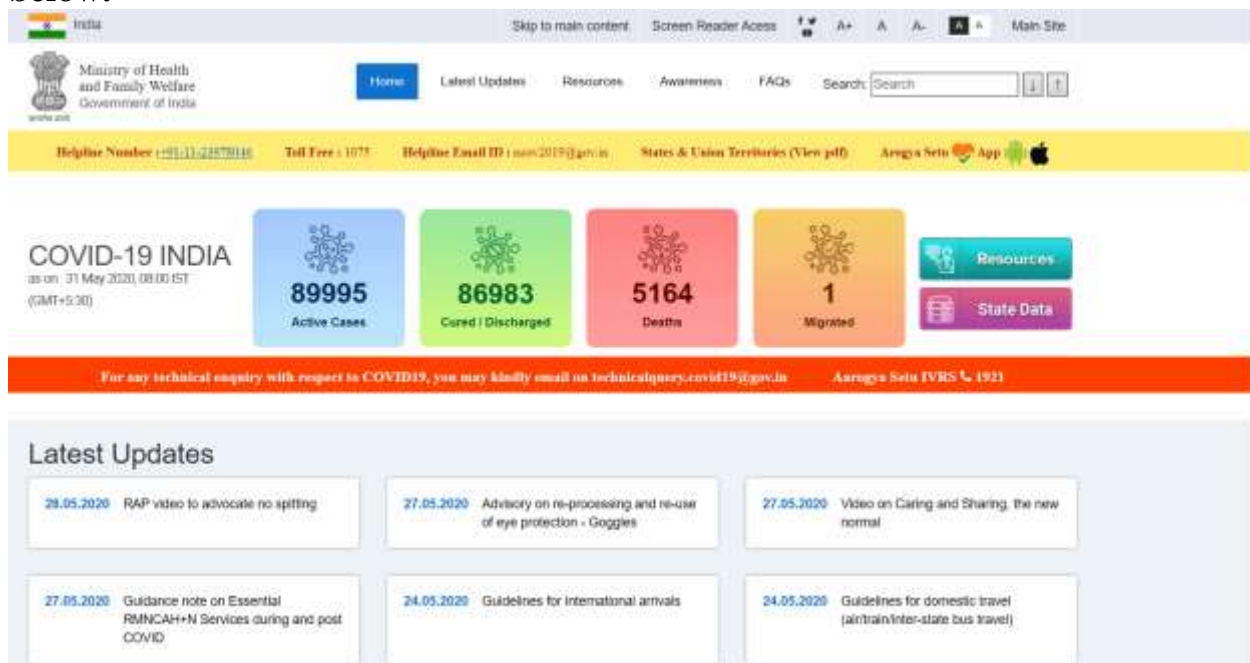 India Skip to main content Screen Reader Acess A+ A A- A A Main Site
Ministry of Health
and Family Welfare
Government of India
Home Latest Updates Resources Awareness FAQs Search: Search
Helpline Number :+91-11-23978046 Toll Free : 1075 Helpline Email ID : ncov2019@gov.in States & Union Territories (View pdf) Arogya Setu App
COVID-19 INDIA
as on : 31 May 2020, 08:00 IST
(GMT+5:30)
89995
Active Cases
86983
Cured / Discharged
5164
Deaths
1
Migrated
Resources
State Data
For any technical enquiry with respect to COVID19, you may kindly email on technicalquery.covid19@gov.in Aarogya Setu IVRS 1921
Latest Updates
28.05.2020 RAP video to advocate no spitting
27.05.2020 Advisory on re-processing and re-use
of eye protection - Goggles
27.05.2020 Video on Caring and Sharing, the new
normal
27.05.2020 Guidance note on Essential
RMNCAH+N Services during and post
COVID
24.05.2020 Guidelines for international arrivals
24.05.2020 Guidelines for domestic travel
(air/train/inter-state bus travel)